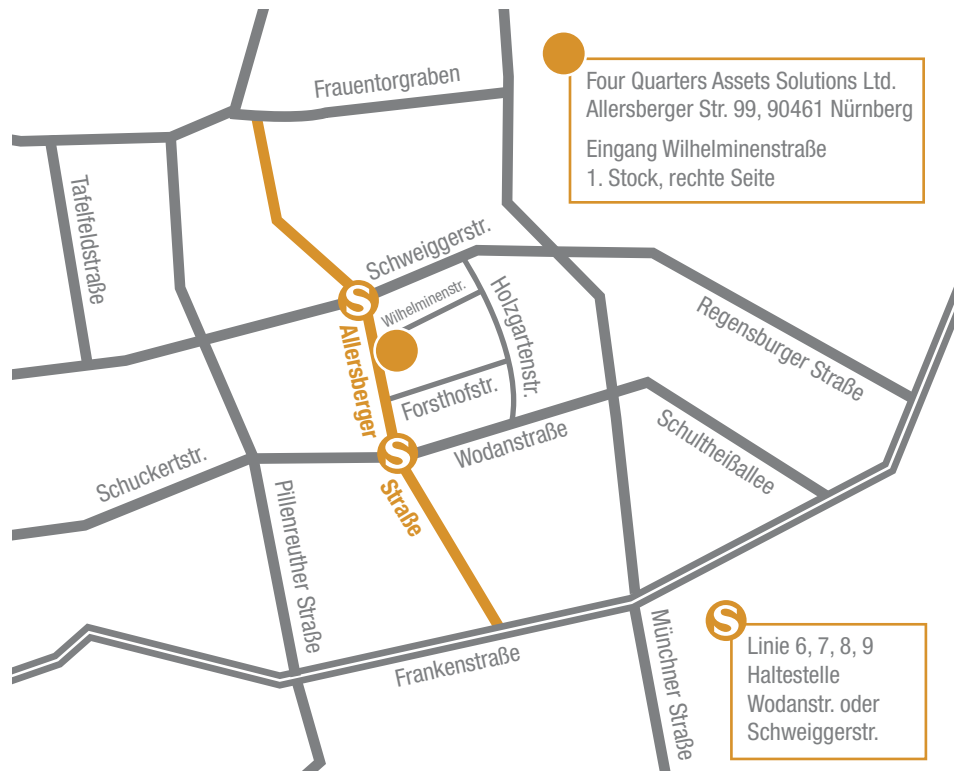 Frauentorgraben
Four Quarters Assets Solutions Ltd.
Allersberger Str. 99, 90461 Nürnberg
Eingang Wilhelminenstraße
1. Stock, rechte Seite
Tafelfeldstraße
Schweiggerstr.
S
Wilhelminenstr.
Holzgartenstr.
Regensburger Straße
Allersberger
Straße
Forsthofstr.
S
Wodanstraße
Schultheißallee
Schuckertstr.
Pillenreuther Straße
Frankenstraße
Münchner Straße
S
Linie 6, 7, 8, 9
Haltestelle
Wodanstr. oder
Schweiggerstr.